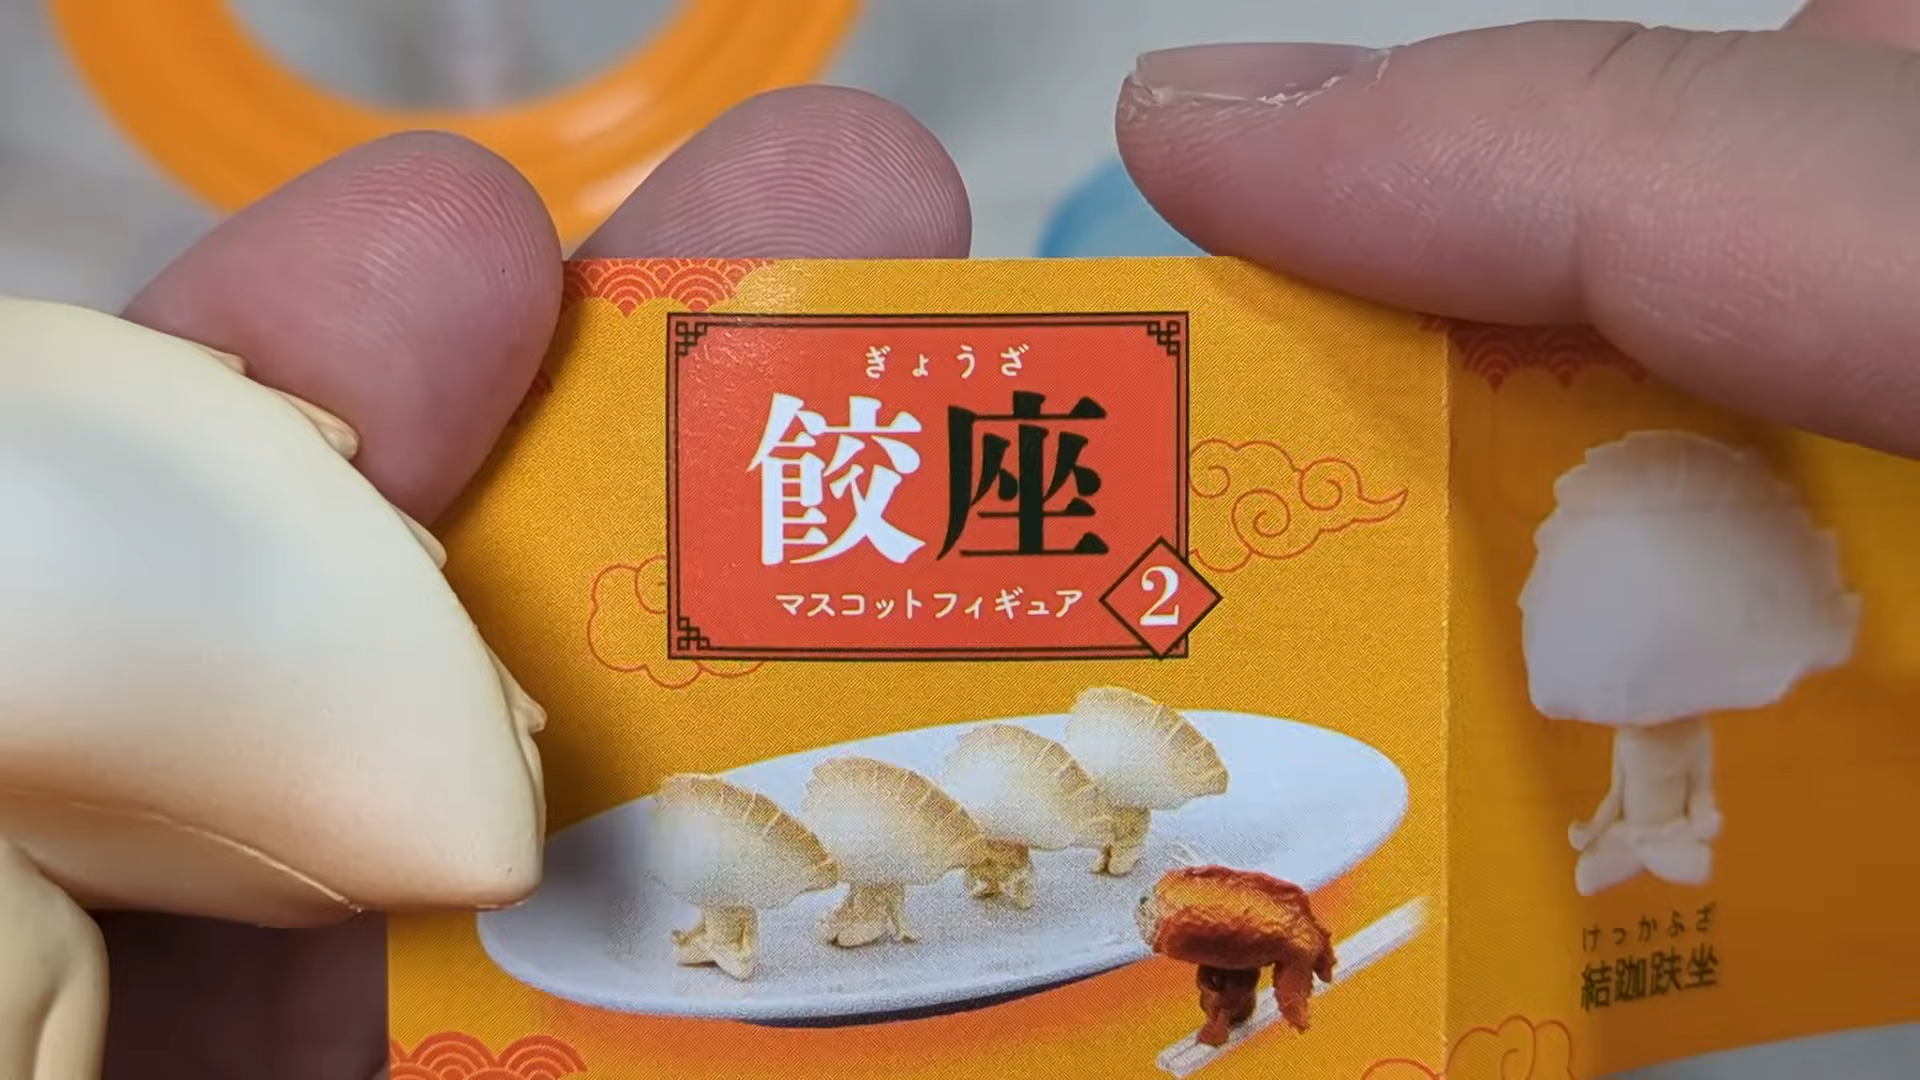 ぎょうざ
餃座
マスコットフィギュア
2
けっかふざ
結跏趺坐